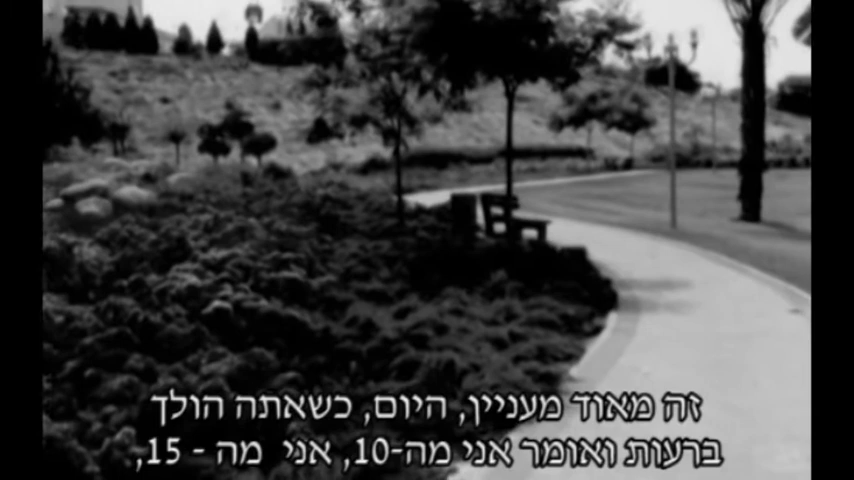 זה מאוד מעניין, היום, כשאתה הולך
ברעות ואומר אני מה-10, אני מה - 15,